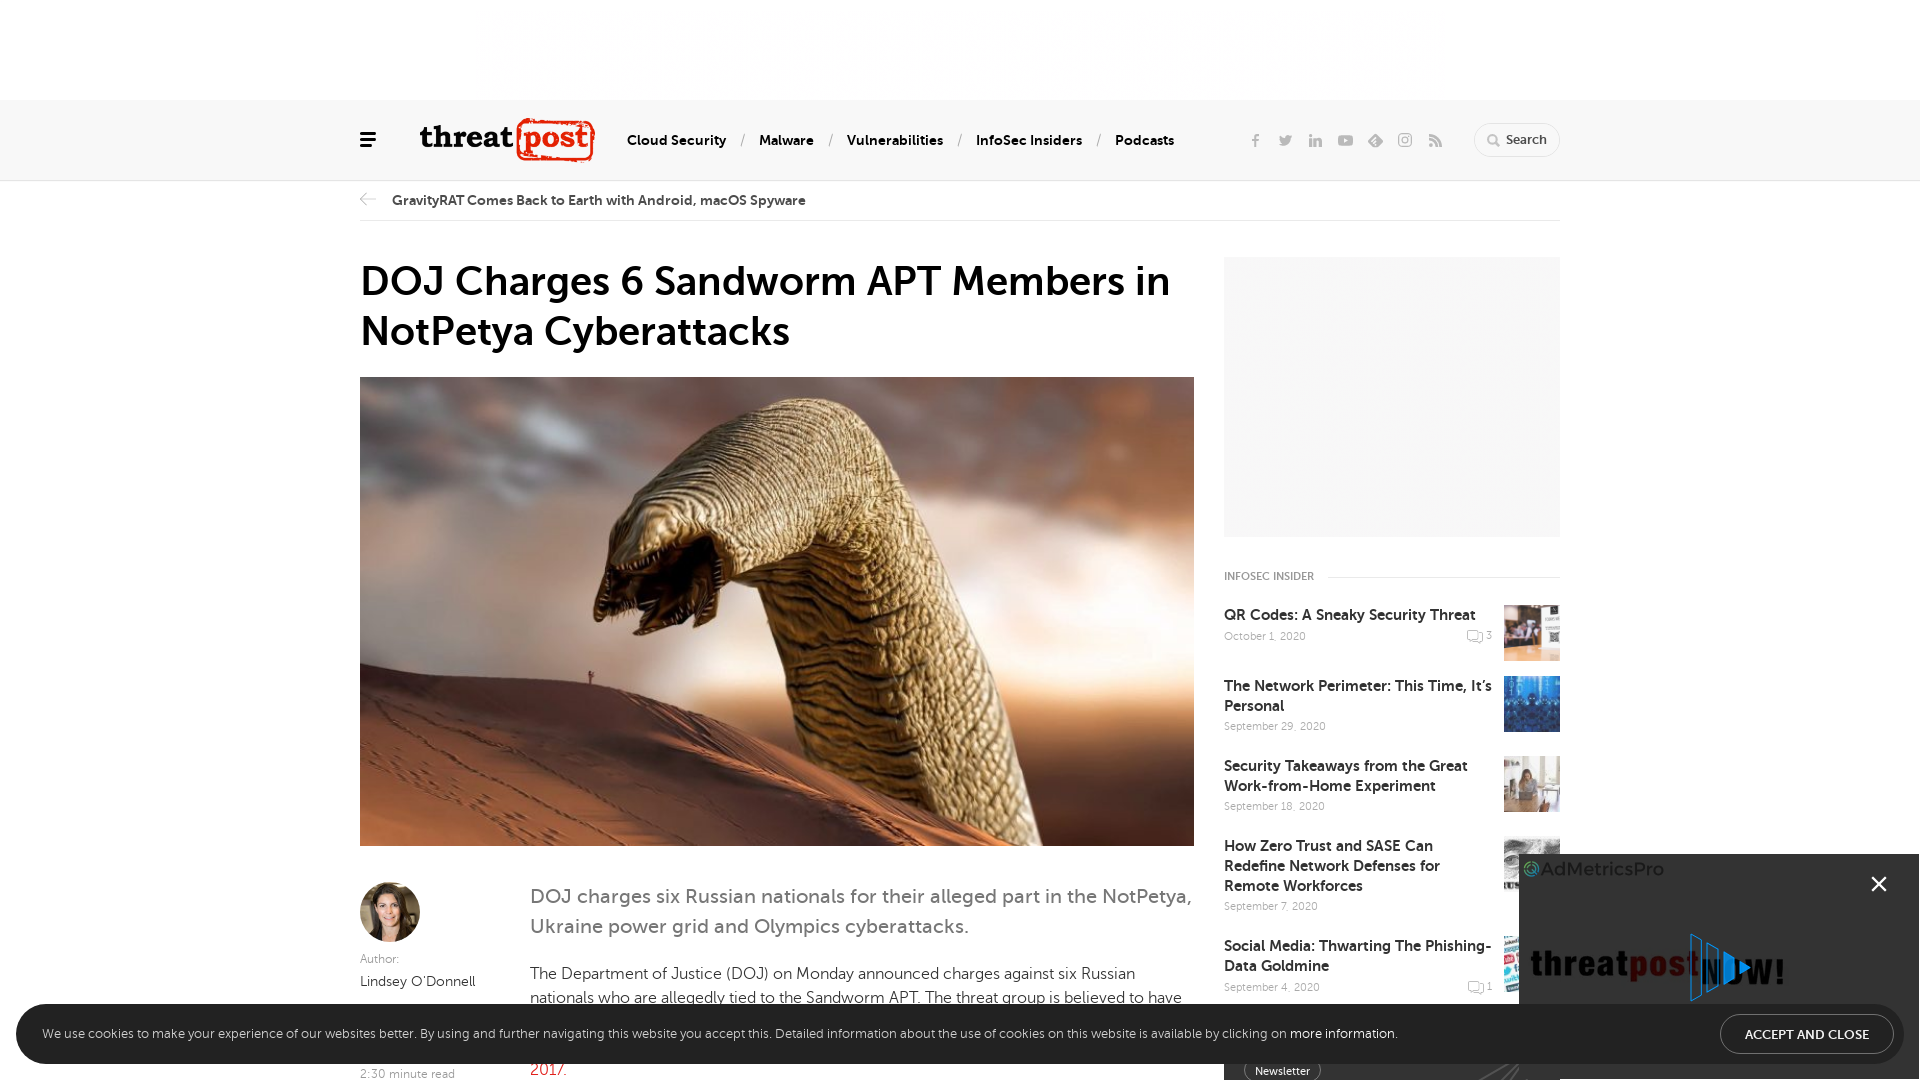 threatpost
Cloud Security / Malware / Vulnerabilities / InfoSec Insiders / Podcasts
Search
GravityRAT Comes Back to Earth with Android, macOS Spyware
DOJ Charges 6 Sandworm APT Members in
NotPetya Cyberattacks
Author:
Lindsey O'Donnell
2:30 minute read
DOJ charges six Russian nationals for their alleged part in the NotPetya,
Ukraine power grid and Olympics cyberattacks.
The Department of Justice (DOJ) on Monday announced charges against six Russian
nationals who are allegedly tied to the Sandworm APT. The threat group is believed to have
2017.
INFOSEC INSIDER
QR Codes: A Sneaky Security Threat
October 1, 2020
3
The Network Perimeter: This Time, It’s
Personal
September 29, 2020
Security Takeaways from the Great
Work-from-Home Experiment
September 18, 2020
How Zero Trust and SASE Can
Redefine Network Defenses for
Remote Workforces
September 7, 2020
Social Media: Thwarting The Phishing-
Data Goldmine
September 4, 2020
1
Newsletter
AdMetricsPro
threatpost NOW!
We use cookies to make your experience of our websites better. By using and further navigating this website you accept this. Detailed information about the use of cookies on this website is available by clicking on more information.
ACCEPT AND CLOSE